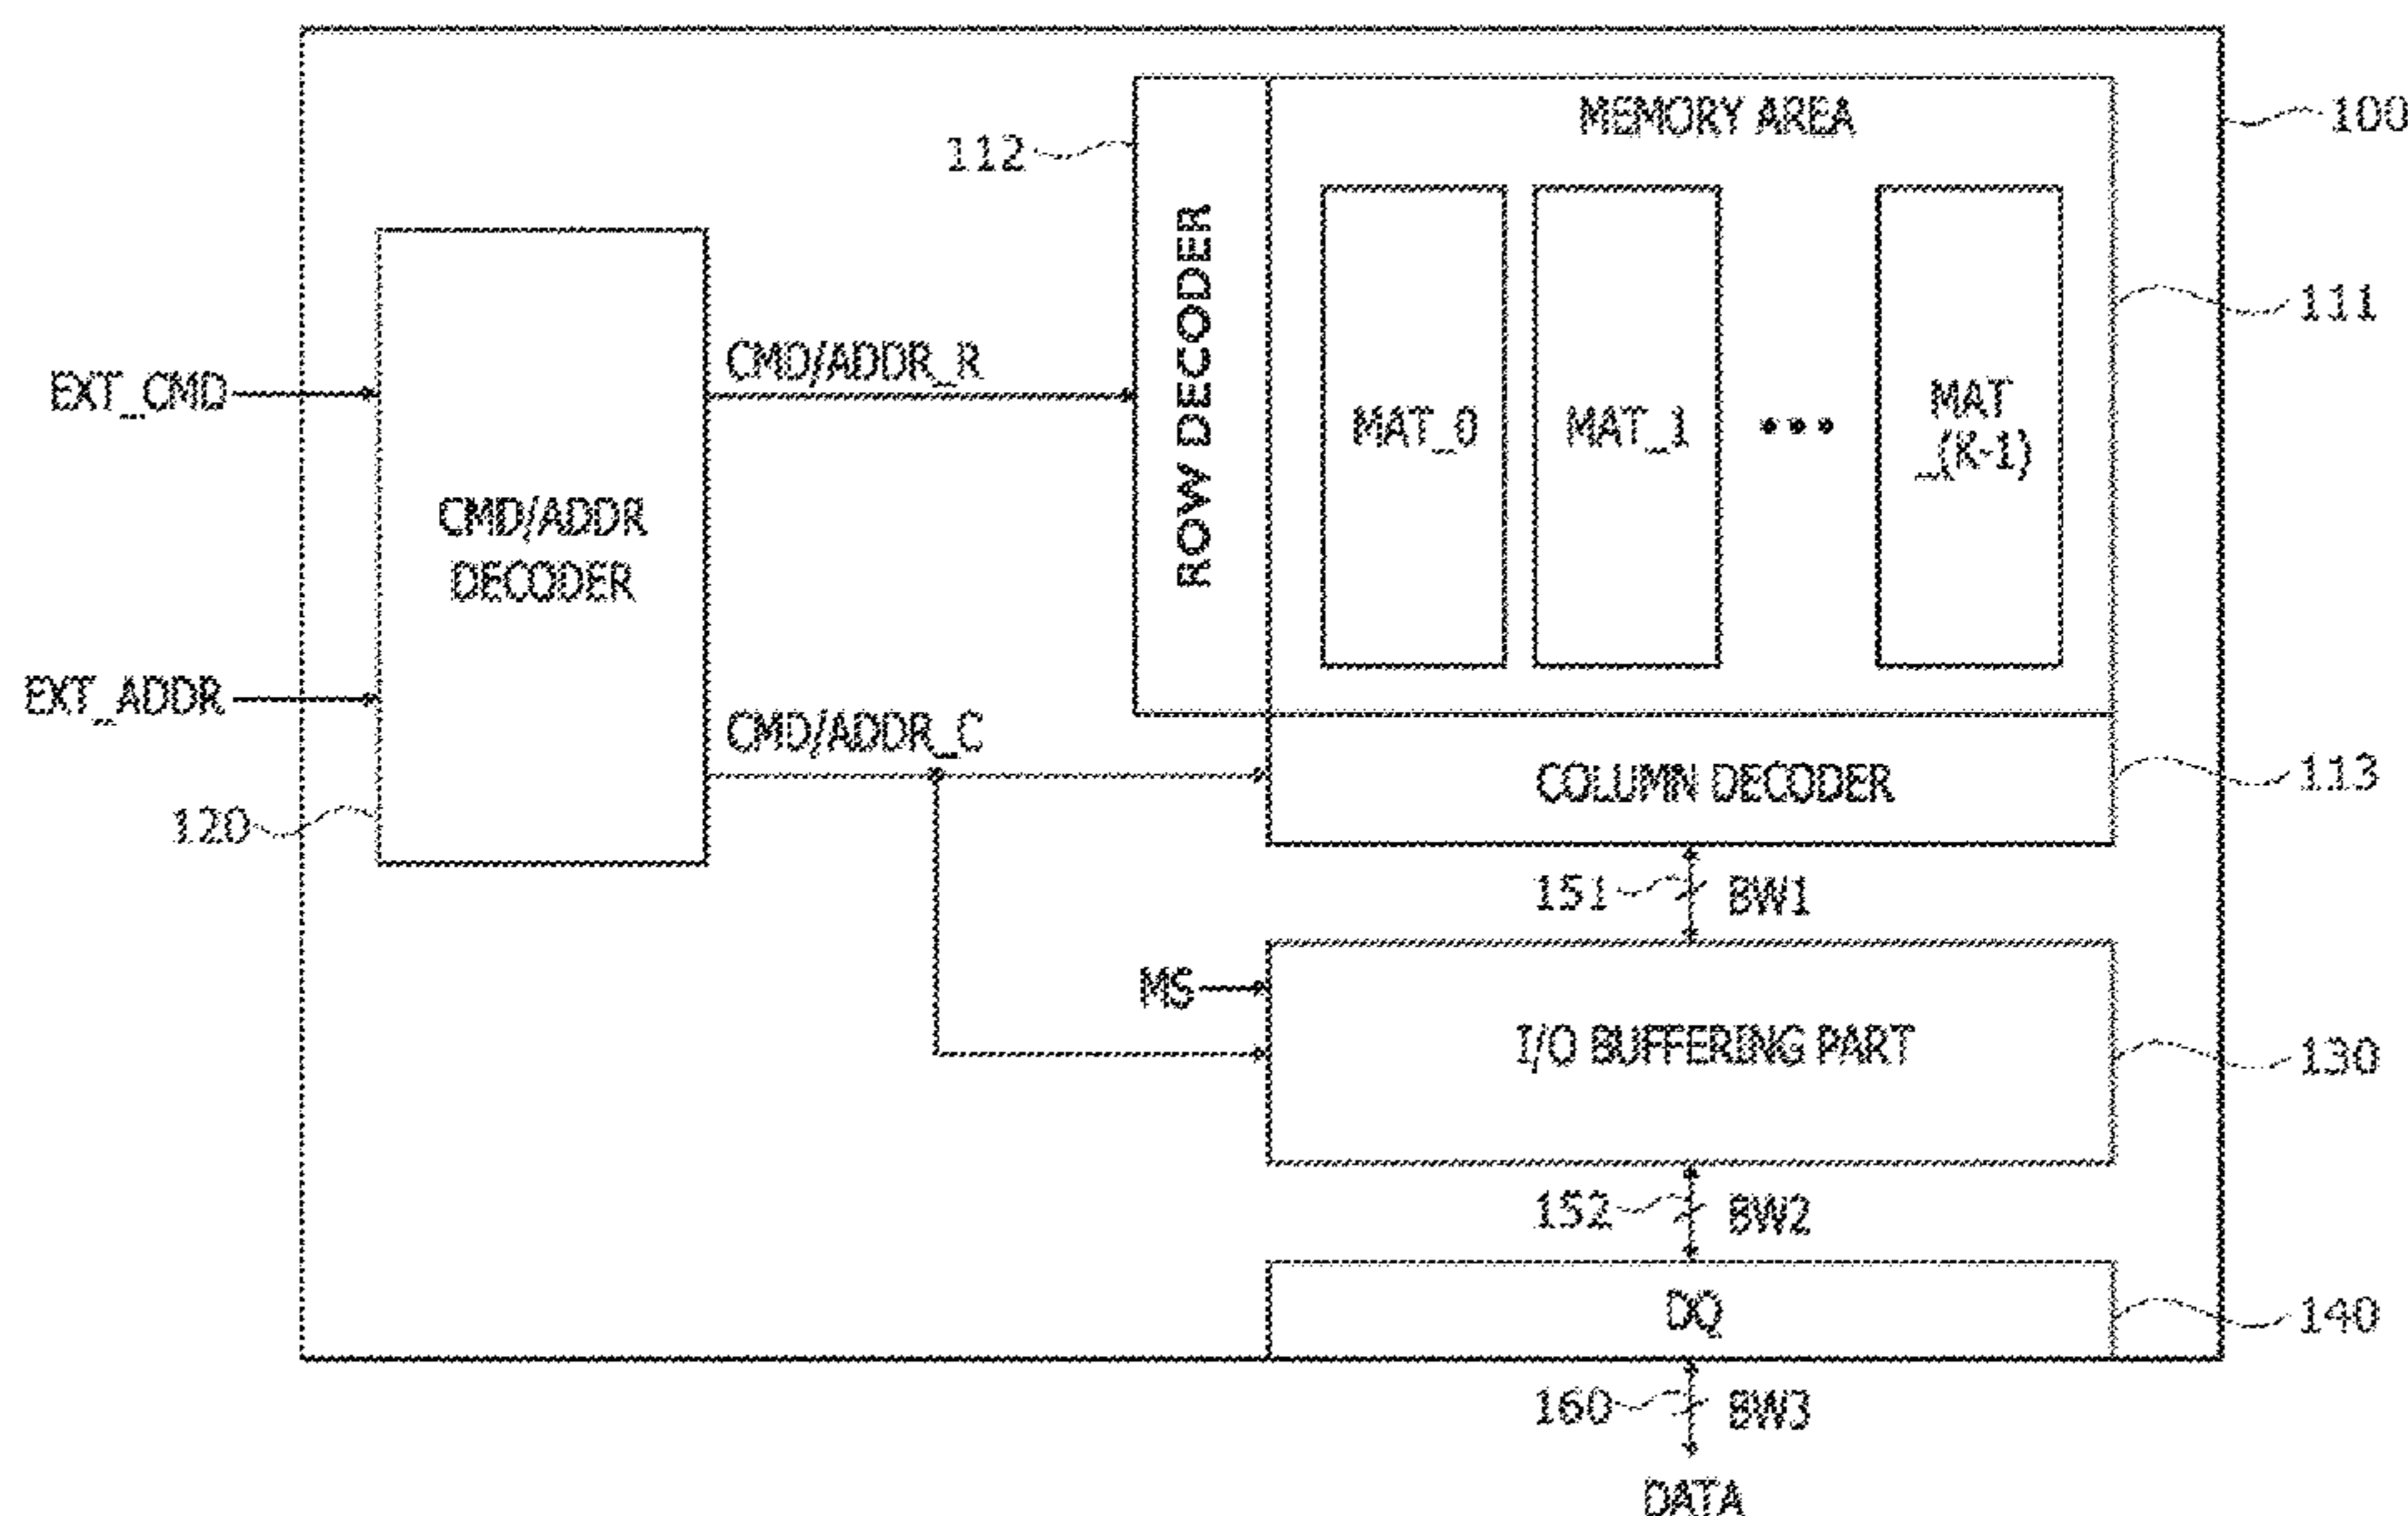 MEMORY AREA
100
112
ROW DECODER
111
EXT_CMD
CMD/ADDR_R
MAT_0
MAT_1
•••
MAT
_(K-1)
CMD/ADDR
DECODER
EXT_ADDR
CMD/ADDR_C
120
COLUMN DECODER
113
151
BW1
MS
I/O BUFFERING PART
130
152
BW2
DQ
140
160
BW3
DATA